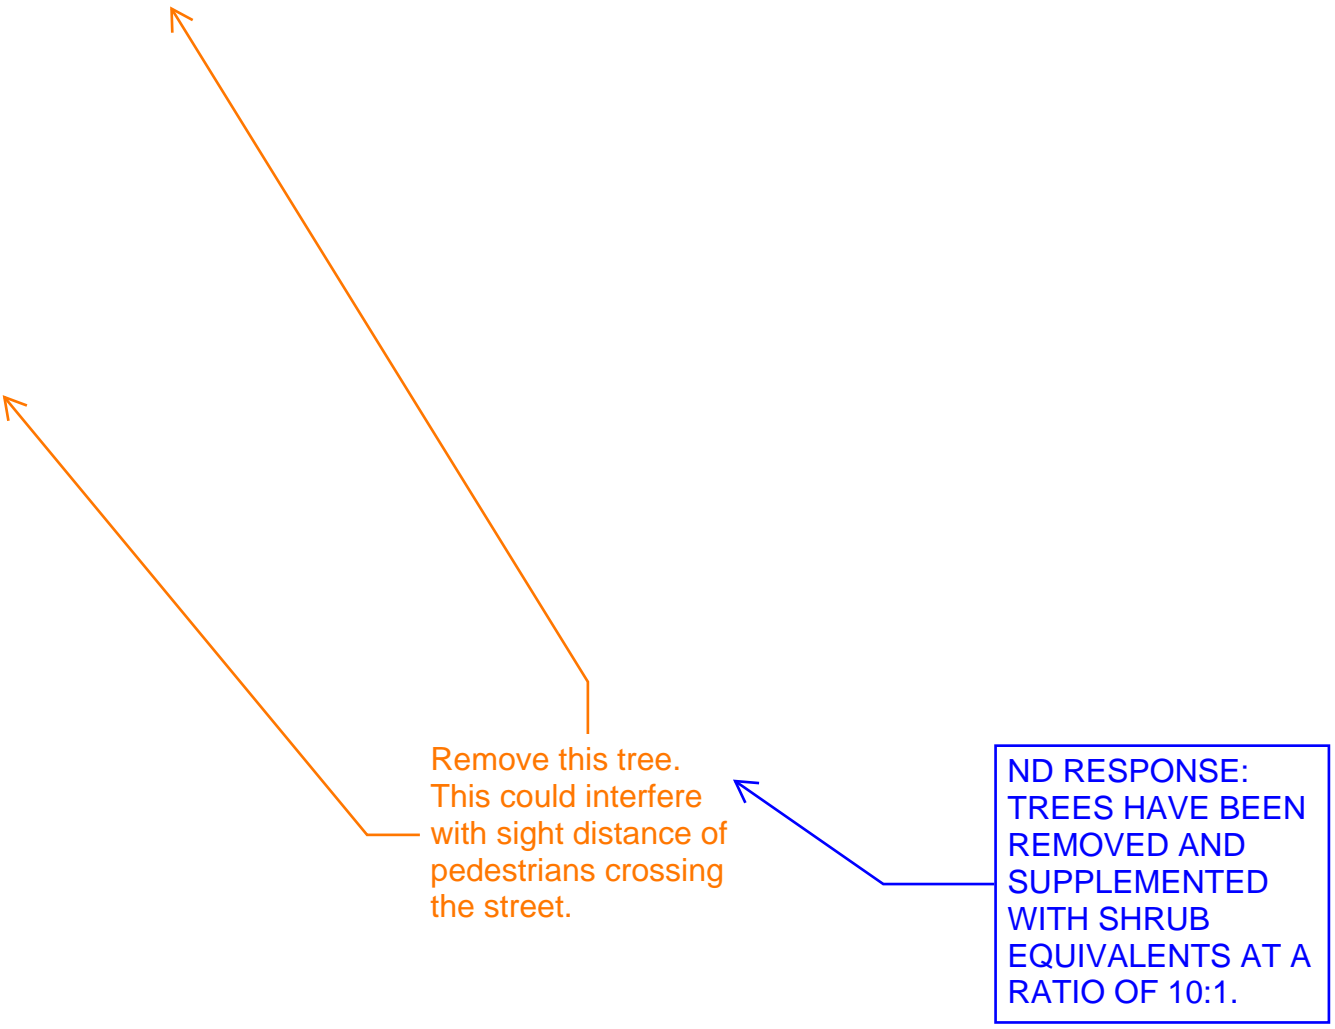 Remove this tree.
This could interfere
with sight distance of
pedestrians crossing
the street.
ND RESPONSE:
TREES HAVE BEEN
REMOVED AND
SUPPLEMENTED
WITH SHRUB
EQUIVALENTS AT A
RATIO OF 10:1.